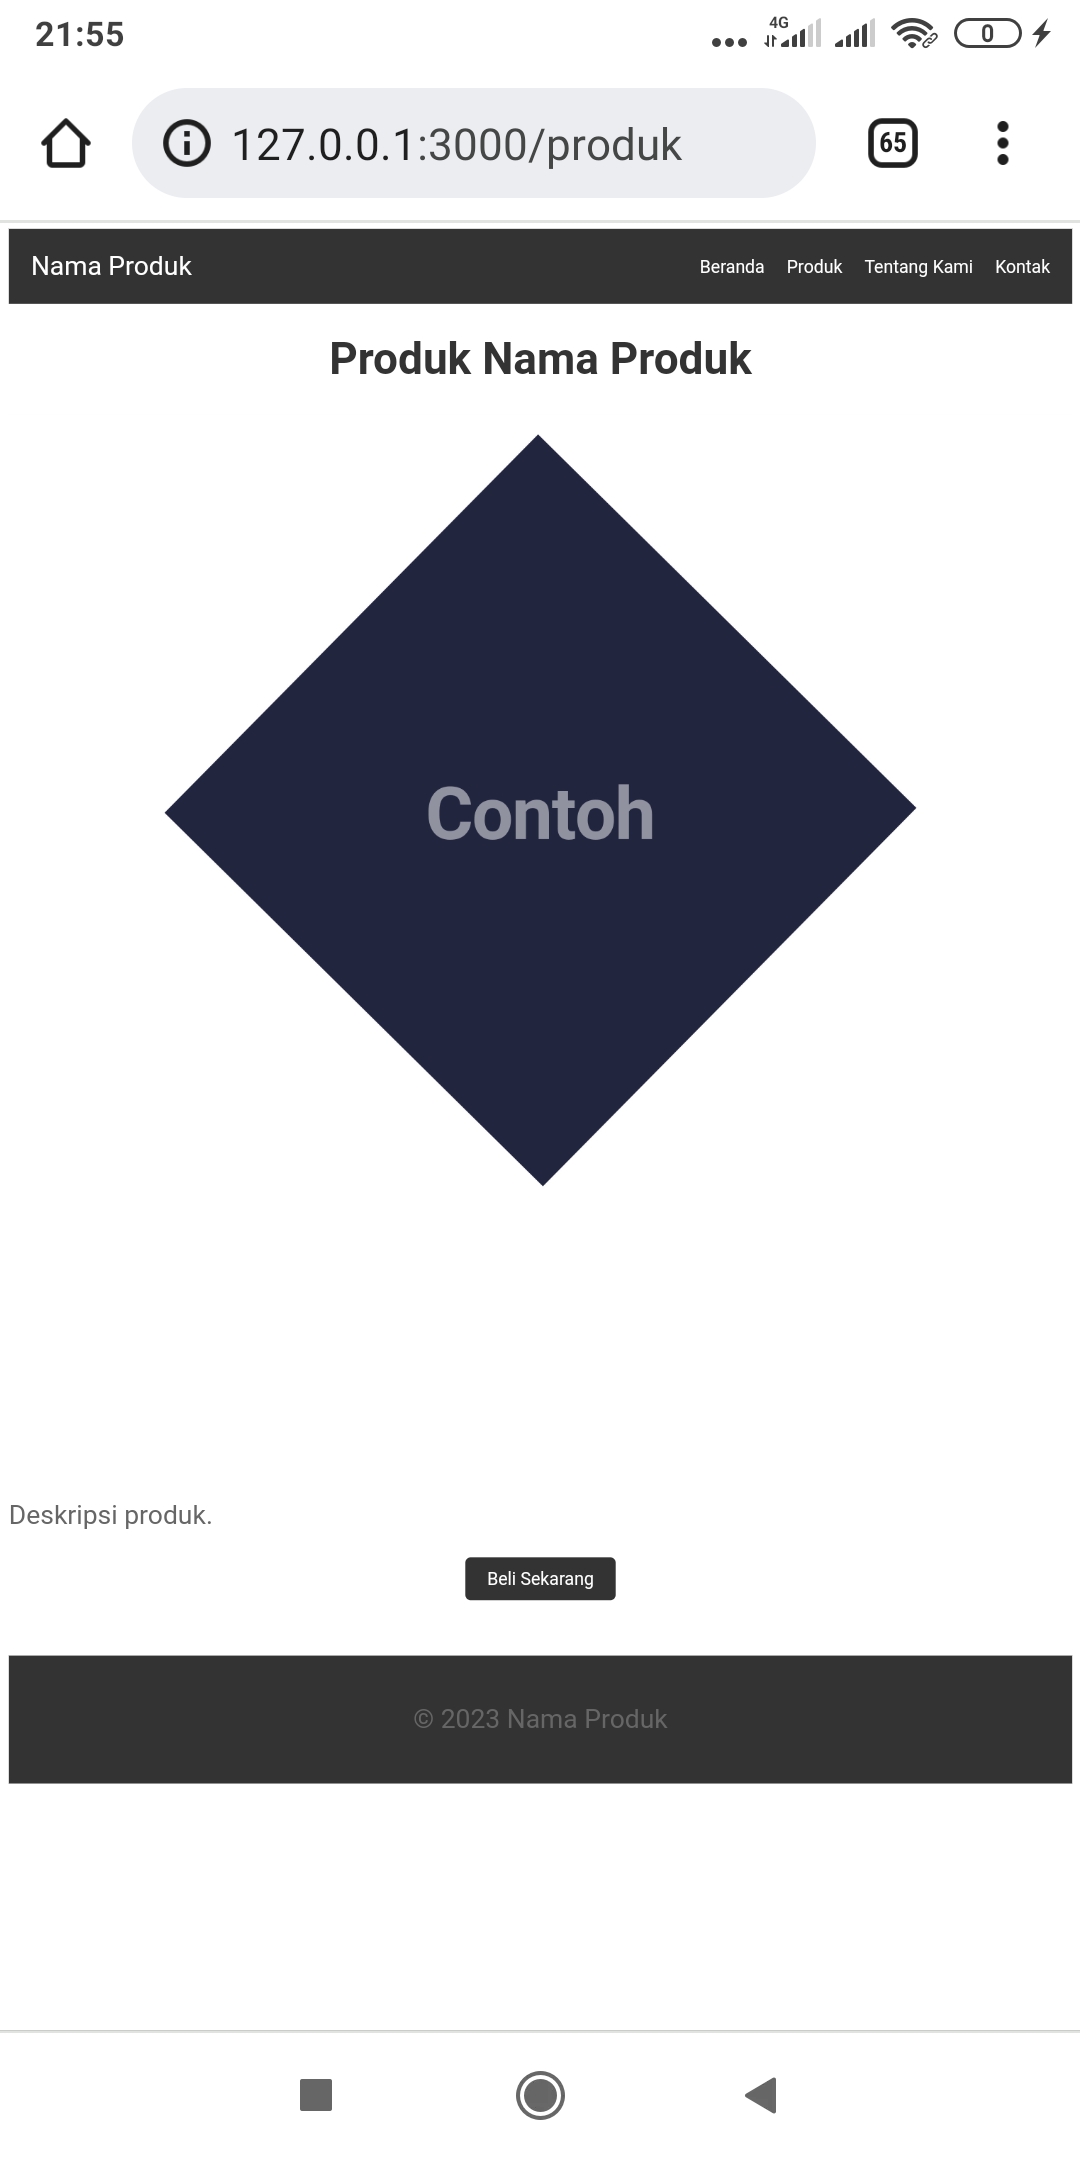 21:55 4G 0
127.0.0.1:3000/produk 65
Nama Produk Beranda Produk Tentang Kami Kontak
Produk Nama Produk
Contoh
Deskripsi produk.
Beli Sekarang
© 2023 Nama Produk